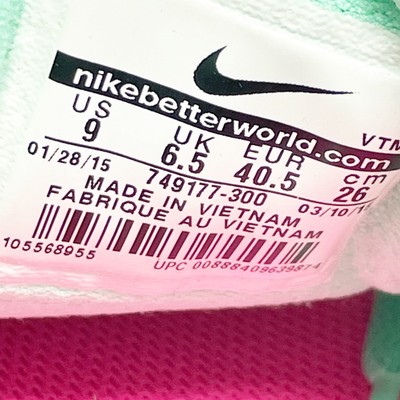 nikebetterworld.com
VTM
US UK EUR cm
9 6.5 40.5 26
01/28/15 749177-300
MADE IN VIETNAM
FABRIQUE AU VIETNAM
105568955
UPC